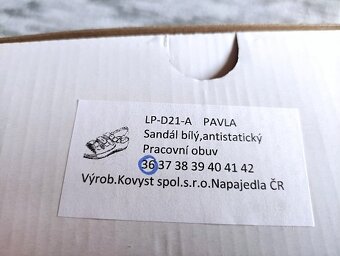 LP-D21-A PAVLA
Sandál bílý,antistatický
Pracovní obuv
36 37 38 39 40 41 42
Výrob.Kovyst spol.s.r.o.Napajedla ČR